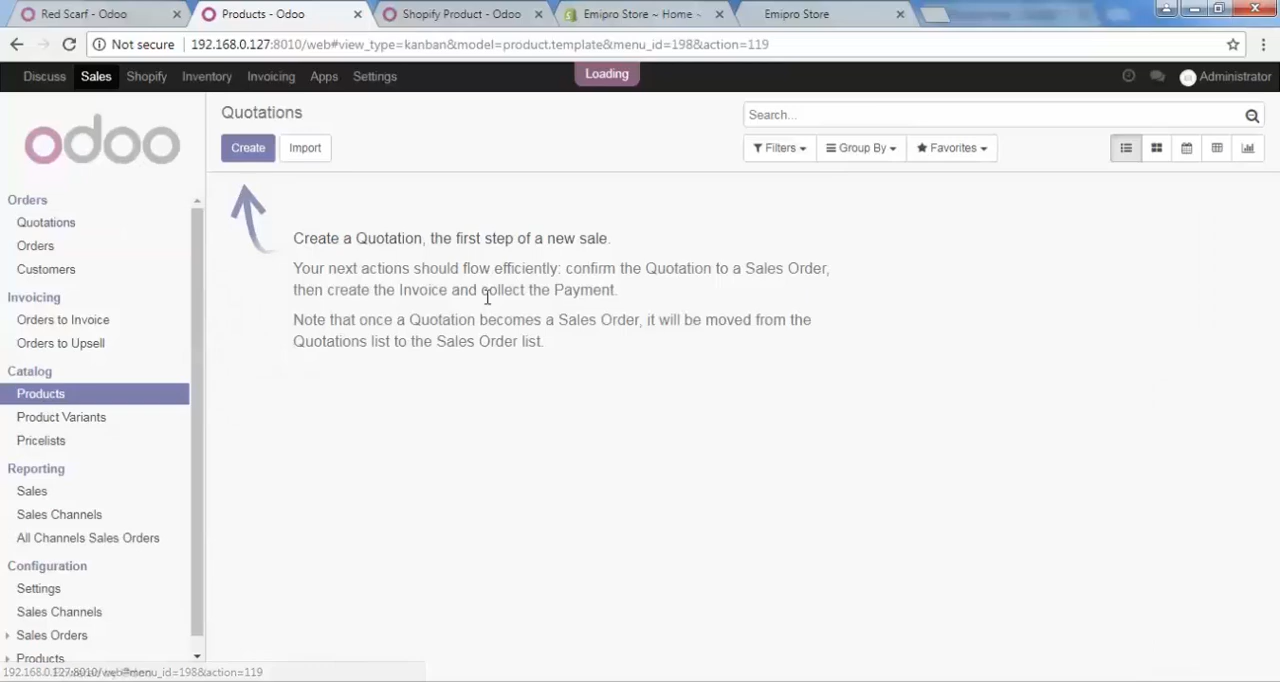 Red Scarf - Odoo
Products - Odoo
Shopify Product - Odoo
Emipro Store ~ Home ~
Emipro Store
Not secure
192.168.0.127:8010/web#view_type=kanban&model=product.template&menu_id=198&action=119
Discuss
Sales
Shopify
Inventory
Invoicing
Apps
Settings
Loading
Administrator
odoo
Quotations
Search...
Create
Import
Filters
Group By
Favorites
Orders
Quotations
Orders
Customers
Invoicing
Orders to Invoice
Orders to Upsell
Catalog
Products
Product Variants
Pricelists
Reporting
Sales
Sales Channels
All Channels Sales Orders
Configuration
Settings
Sales Channels
Sales Orders
Products
Create a Quotation, the first step of a new sale.
Your next actions should flow efficiently: confirm the Quotation to a Sales Order,
then create the Invoice and collect the Payment.
Note that once a Quotation becomes a Sales Order, it will be moved from the
Quotations list to the Sales Order list.
192.168.0.127:8010/web#menu_id=198&action=119